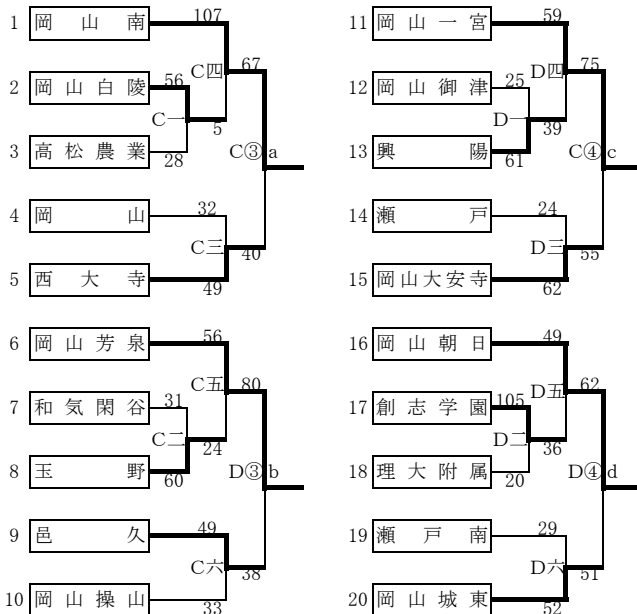 107
1 岡山南
67
C四
2 岡山白陵 56
C一
5
3 高松農業 28
C③a
4 岡山 32
C三
40
5 西大寺 49
6 岡山芳泉 56
80
C五
7 和気閑谷 31
C二
24
8 玉野 60
D③b
9 邑久 49
C六
38
10 岡山操山 33
11 岡山一宮 59
75
D四
12 岡山御津 25
D一
39
13 興陽 61
C④c
14 瀬戸 24
D三
55
15 岡山大安寺 62
16 岡山朝日 49
62
D五
17 創志学園 105
D二
36
18 理大附属 20
D④d
19 瀬戸南 29
D六
51
20 岡山城東 52